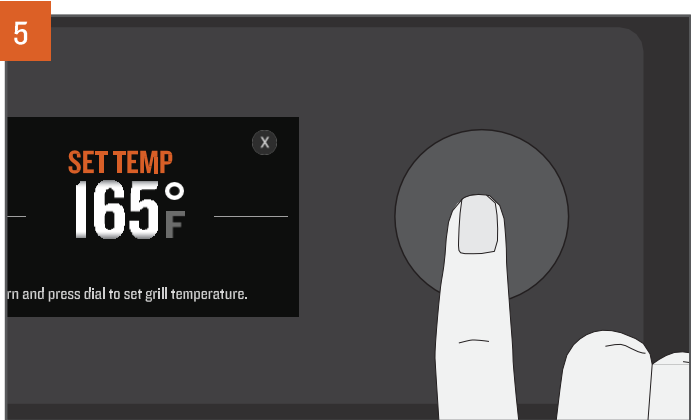 5
X
SET TEMP
165°F
rn and press dial to set grill temperature.